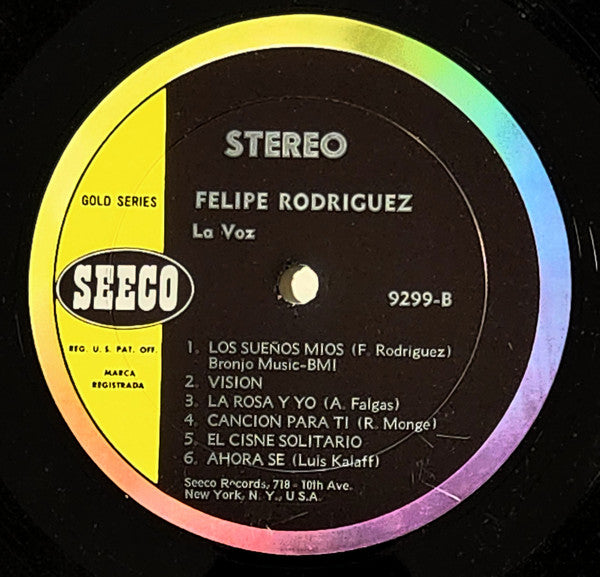 STEREO
GOLD SERIES
FELIPE RODRIGUEZ
La Voz
SEECO
9299-B
REG. U.S. PAT. OFF.
MARCA
REGISTRADA
1. LOS SUEÑOS MIOS (F. Rodriguez)
Bronjo Music-BMI
2. VISION
3. LA ROSA Y YO (A. Falgas)
4. CANCION PARA TI (R. Monge)
5. EL CISNE SOLITARIO
6. AHORA SE (Luis Kalaff)
Seeco Records, 718 - 10th Ave.
New York, N. Y., U.S.A.